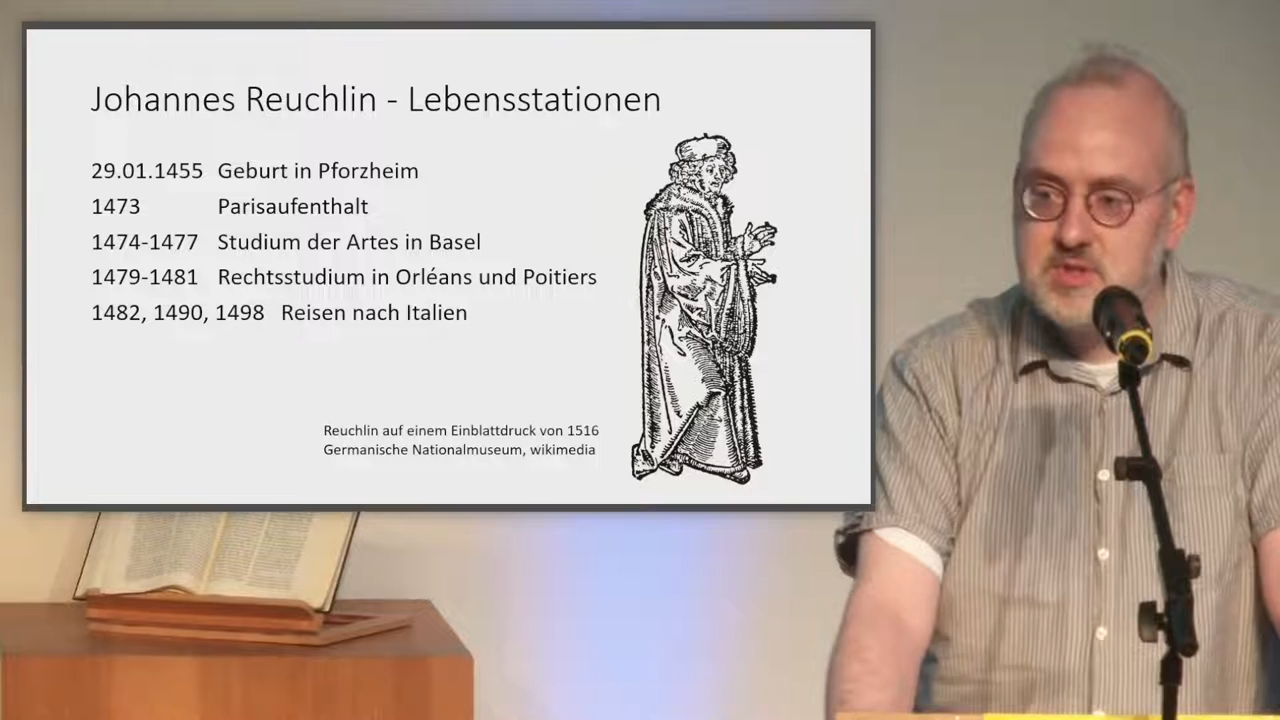 Johannes Reuchlin - Lebensstationen
29.01.1455 Geburt in Pforzheim
1473 Parisaufenthalt
1474-1477 Studium der Artes in Basel
1479-1481 Rechtsstudium in Orléans und Poitiers
1482, 1490, 1498 Reisen nach Italien
Reuchlin auf einem Einblattdruck von 1516
Germanische Nationalmuseum, wikimedia